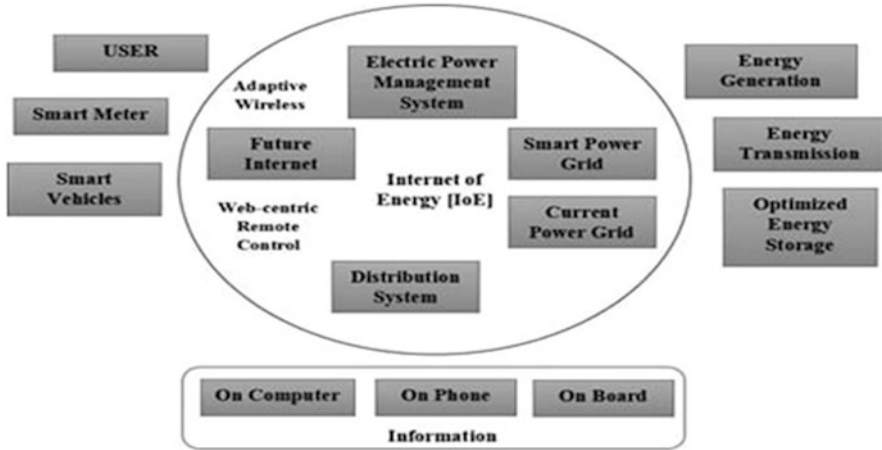 USER
Smart Meter
Smart
Vehicles
Adaptive
Wireless
Electric Power
Management
System
Future
Internet
Internet of
Energy [IoE]
Smart Power
Grid
Web-centric
Remote
Control
Current
Power Grid
Distribution
System
Energy
Generation
Energy
Transmission
Optimized
Energy
Storage
On Computer
On Phone
On Board
Information